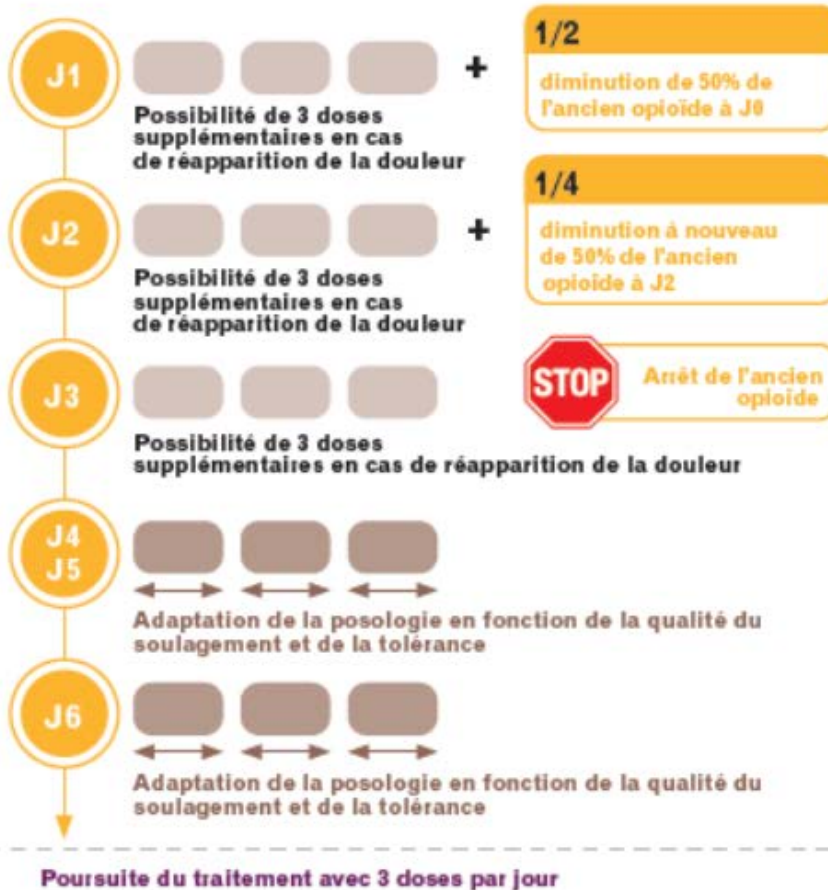 J1
+
Possibilité de 3 doses
supplémentaires en cas
de réapparition de la douleur
1/2
diminution de 50% de
l'ancien opioïde à J0
J2
+
Possibilité de 3 doses
supplémentaires en cas
de réapparition de la douleur
1/4
diminution à nouveau
de 50% de l'ancien
opioïde à J2
J3
Possibilité de 3 doses
supplémentaires en cas de réapparition de la douleur
STOP
Arrêt de l'ancien
opioïde
J4
J5
Adaptation de la posologie en fonction de la qualité du
soulagement et de la tolérance
J6
Adaptation de la posologie en fonction de la qualité du
soulagement et de la tolérance
Poursuite du traitement avec 3 doses par jour